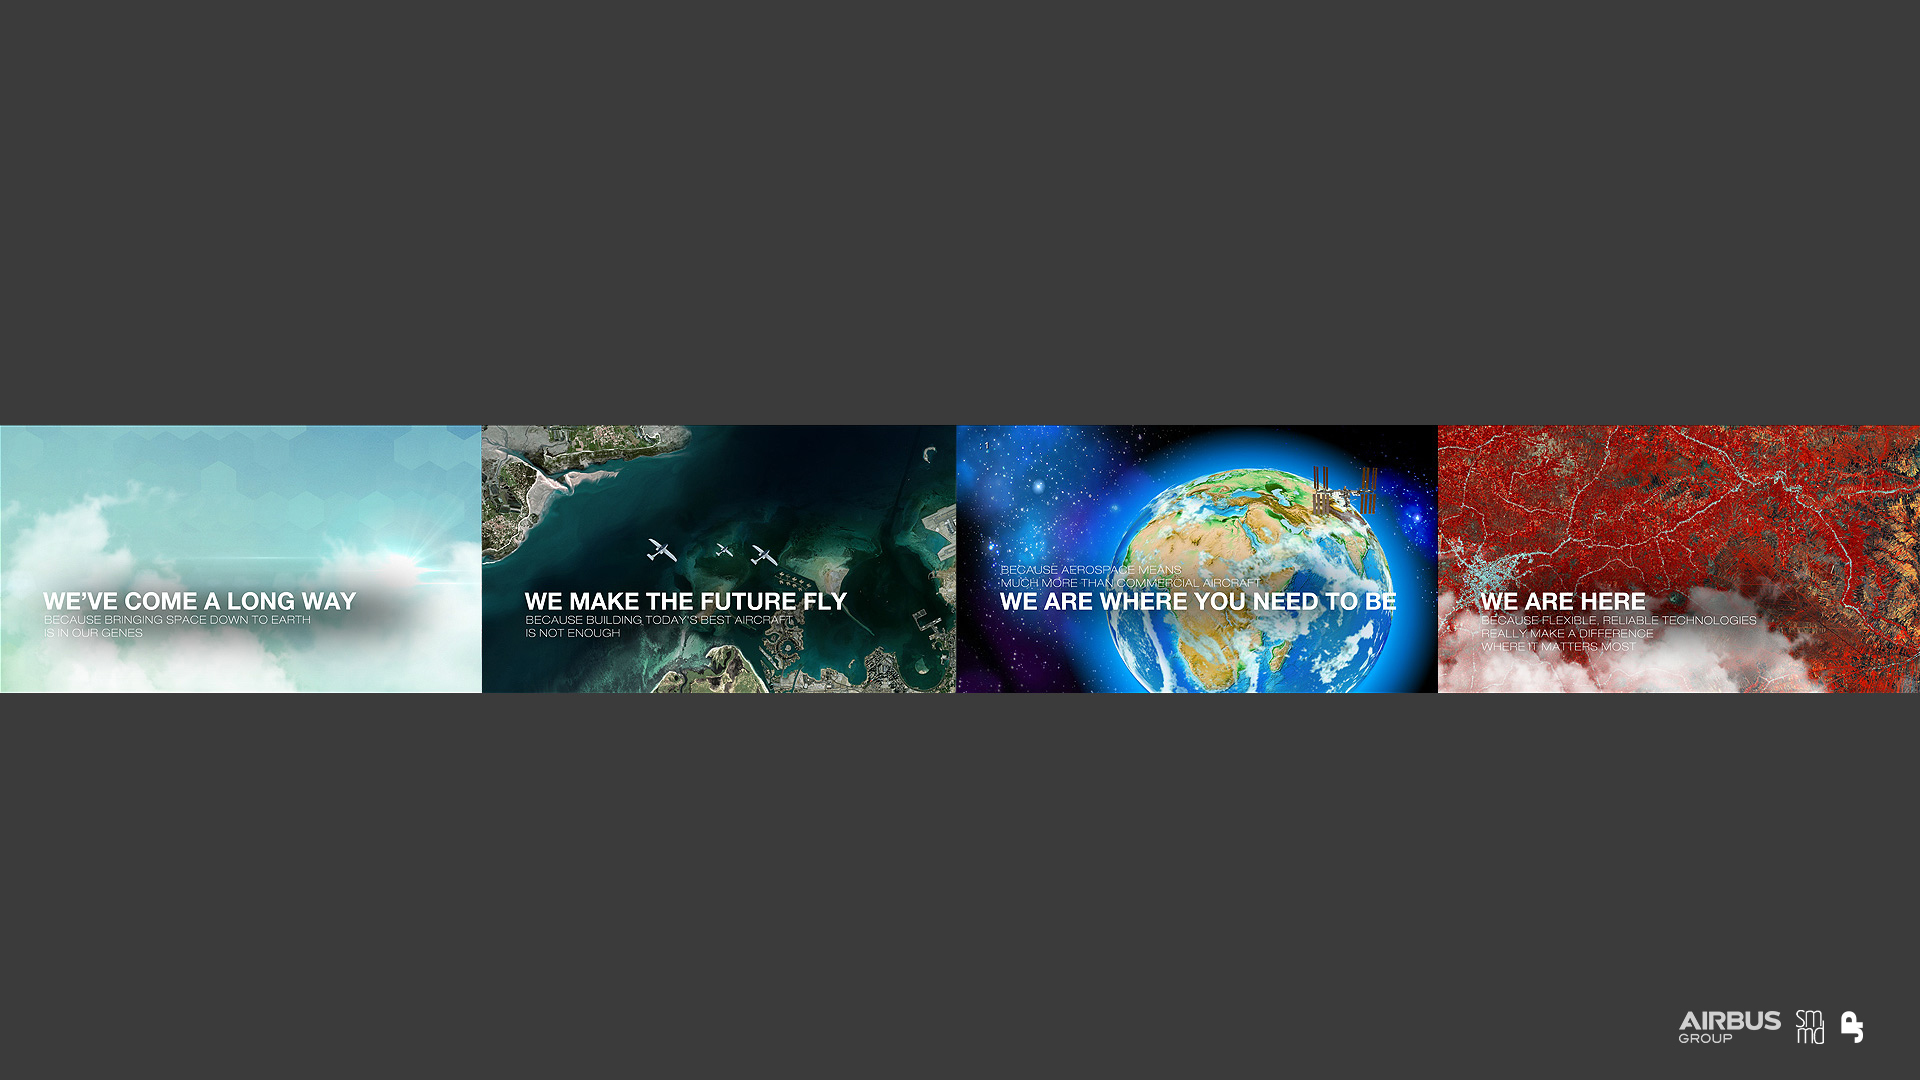 WE'VE COME A LONG WAY
BECAUSE BRINGING SPACE DOWN TO EARTH
IS IN OUR GENES
WE MAKE THE FUTURE FLY
BECAUSE BUILDING TODAY'S BEST AIRCRAFT
IS NOT ENOUGH
BECAUSE AEROSPACE MEANS
MUCH MORE THAN COMMERCIAL AIRCRAFT
WE ARE WHERE YOU NEED TO BE
WE ARE HERE
BECAUSE FLEXIBLE, RELIABLE TECHNOLOGIES
REALLY MAKE A DIFFERENCE
WHERE IT MATTERS MOST
AIRBUS
GROUP
sm
md